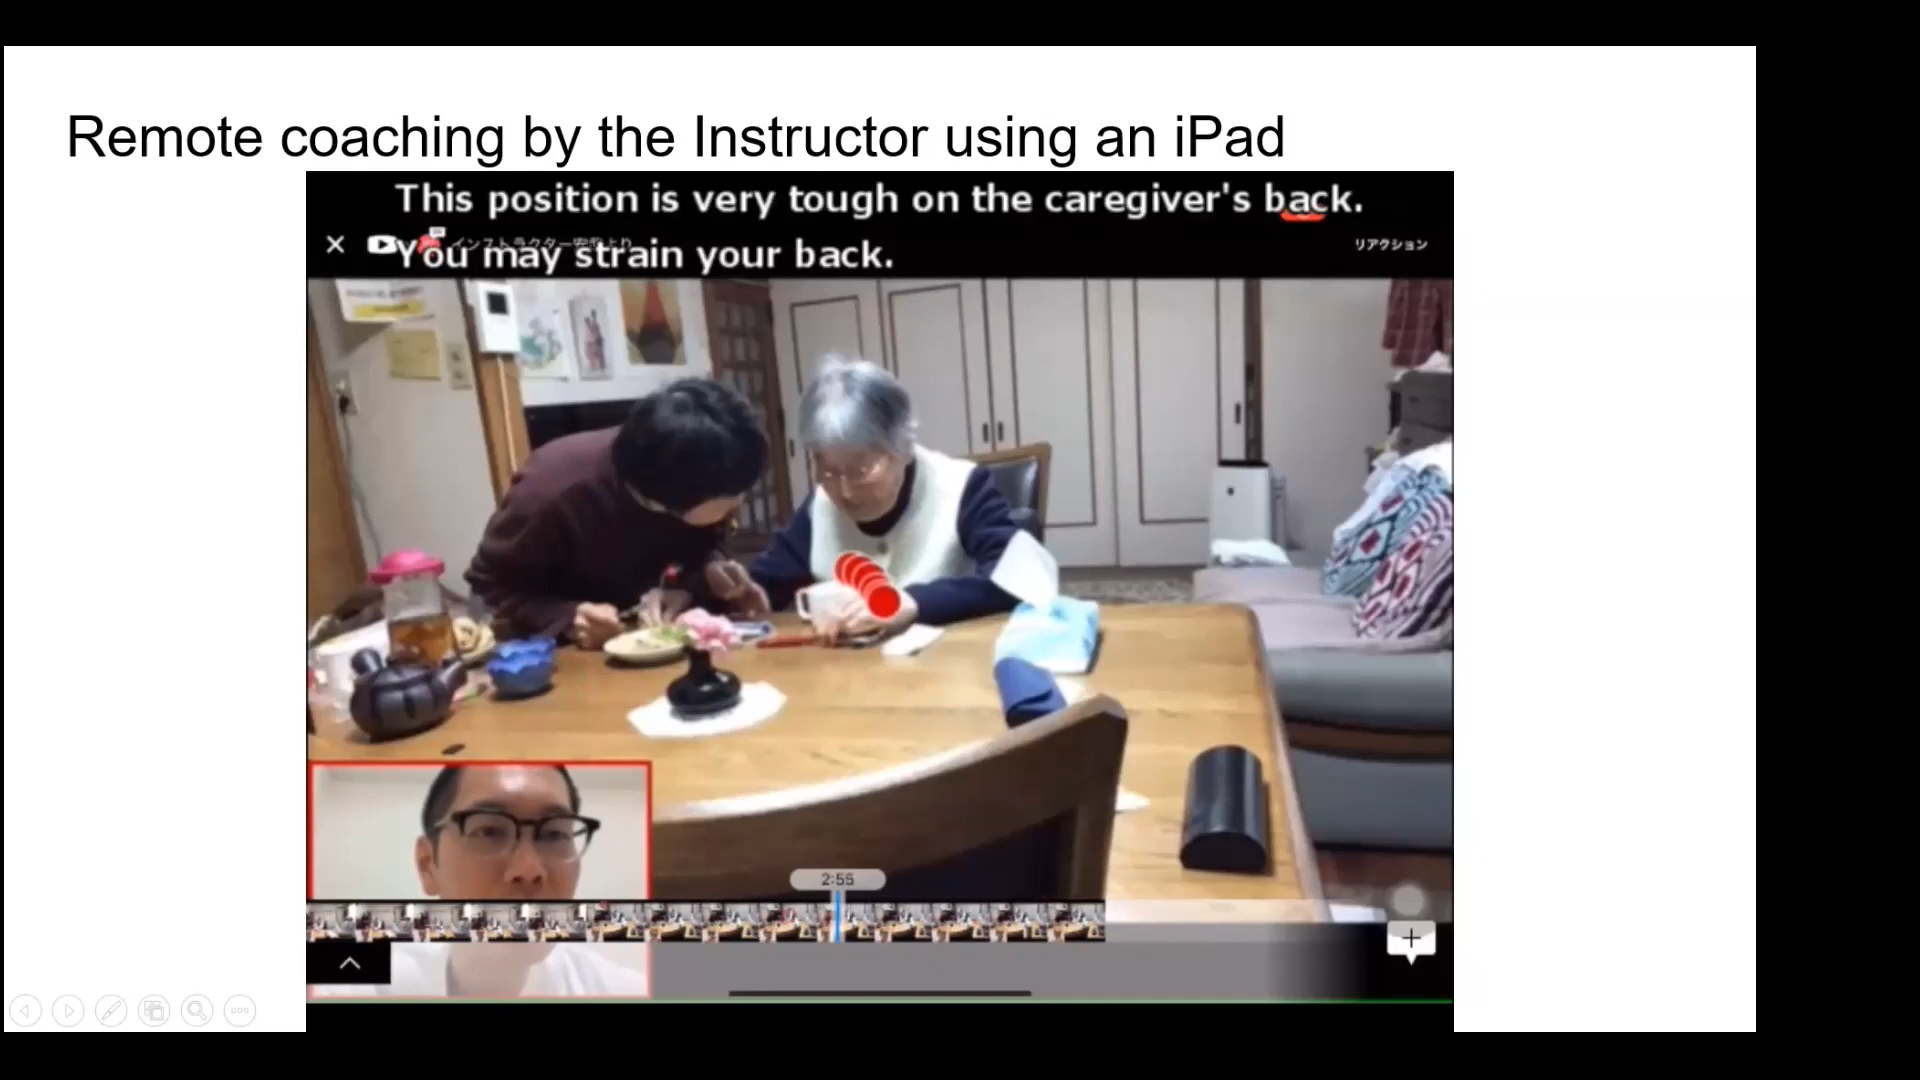 Remote coaching by the Instructor using an iPad
This position is very tough on the caregiver's back.
You may strain your back.
リアクション
2:56